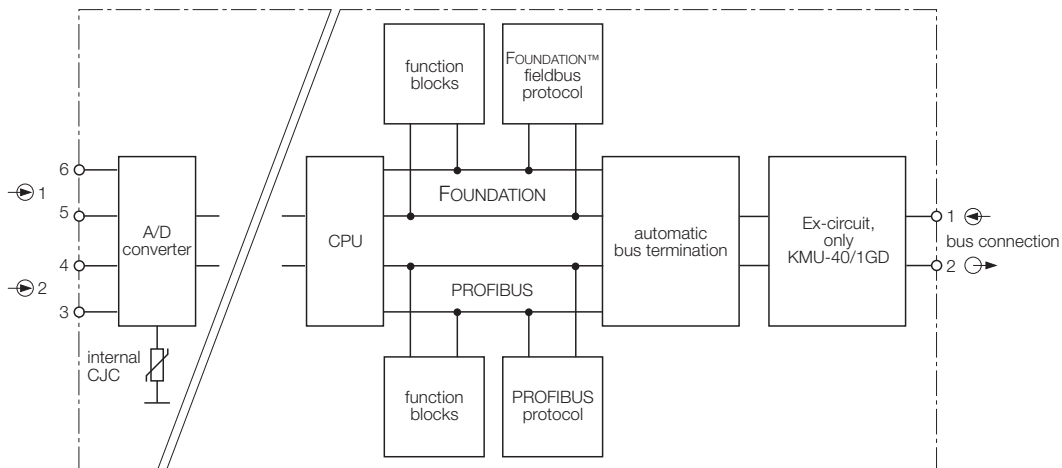 function
blocks
FOUNDATION™
fieldbus
protocol
6
1
5
4
2
3
A/D
converter
internal
CJC
CPU
FOUNDATION
PROFIBUS
automatic
bus termination
Ex-circuit,
only
KMU-40/1GD
1
bus connection
2
function
blocks
PROFIBUS
protocol